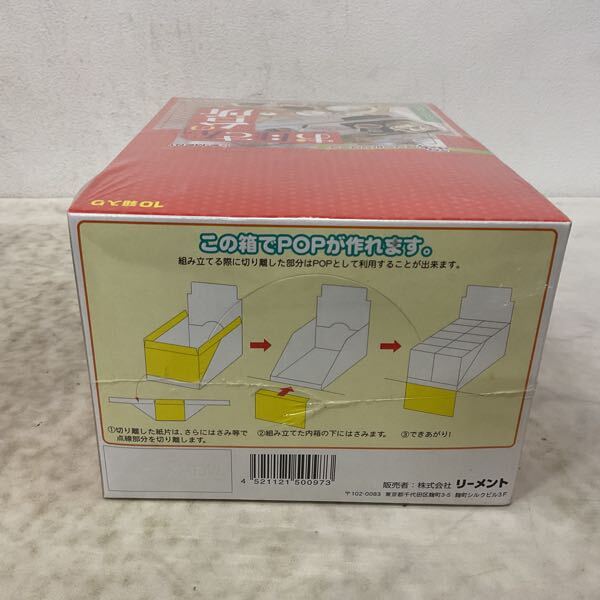 10箱入り
この箱でPOPが作れます。
組み立てる際に切り離した部分はPOPとして利用することが出来ます。
①切り離した紙片は、さらにはさみ等で
点線部分を切り離します。
②組み立てた内箱の下にはさみます。
③できあがり!
4 521121 500973
販売者:株式会社 リーメント
〒102-0083 東京都千代田区麹町3-5 麹町シルクビル3F